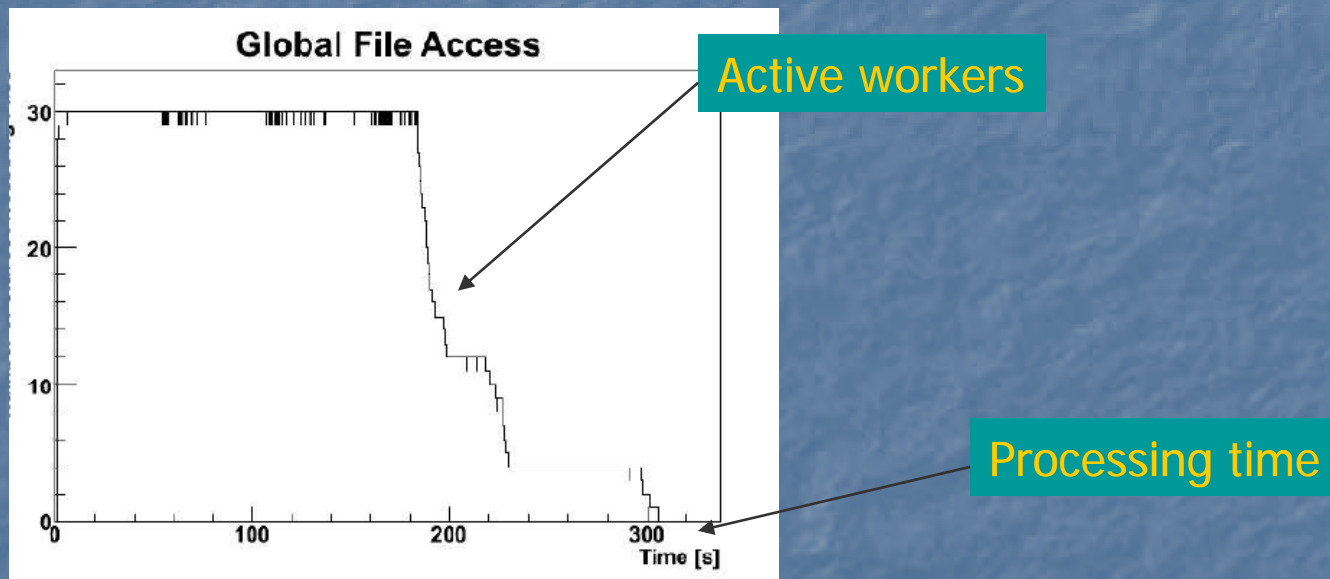 Global File Access
Active workers
30
20
10
Processing time
0
0 100 200 300
Time [s]